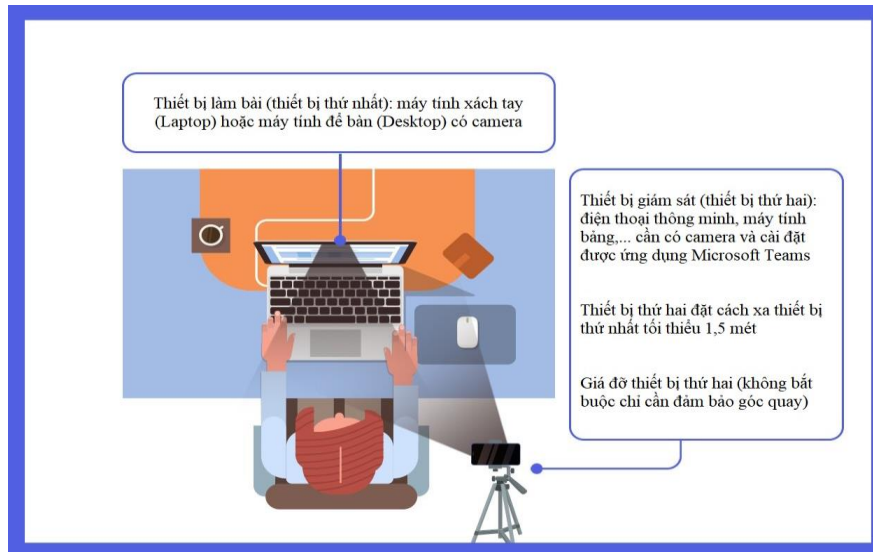 Thiết bị làm bài (thiết bị thứ nhất): máy tính xách tay
(Laptop) hoặc máy tính để bàn (Desktop) có camera
Thiết bị giám sát (thiết bị thứ hai):
điện thoại thông minh, máy tính
bảng,... cần có camera và cài đặt
được ứng dụng Microsoft Teams
Thiết bị thứ hai đặt cách xa thiết bị
thứ nhất tối thiểu 1,5 mét
Giá đỡ thiết bị thứ hai (không bắt
buộc chỉ cần đảm bảo góc quay)